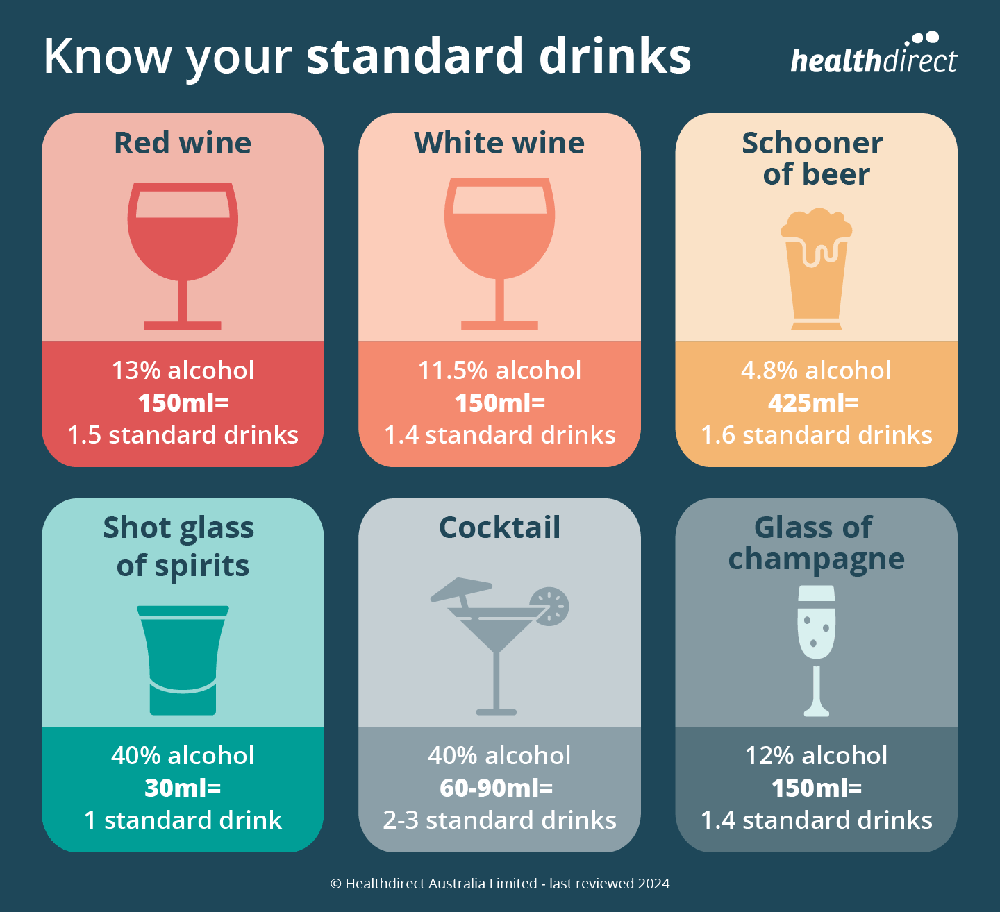 Know your standard drinks
healthdirect
Red wine
13% alcohol
150ml=
1.5 standard drinks
White wine
11.5% alcohol
150ml=
1.4 standard drinks
Schooner
of beer
4.8% alcohol
425ml=
1.6 standard drinks
Shot glass
of spirits
40% alcohol
30ml=
1 standard drink
Cocktail
40% alcohol
60-90ml=
2-3 standard drinks
Glass of
champagne
12% alcohol
150ml=
1.4 standard drinks
© Healthdirect Australia Limited - last reviewed 2024